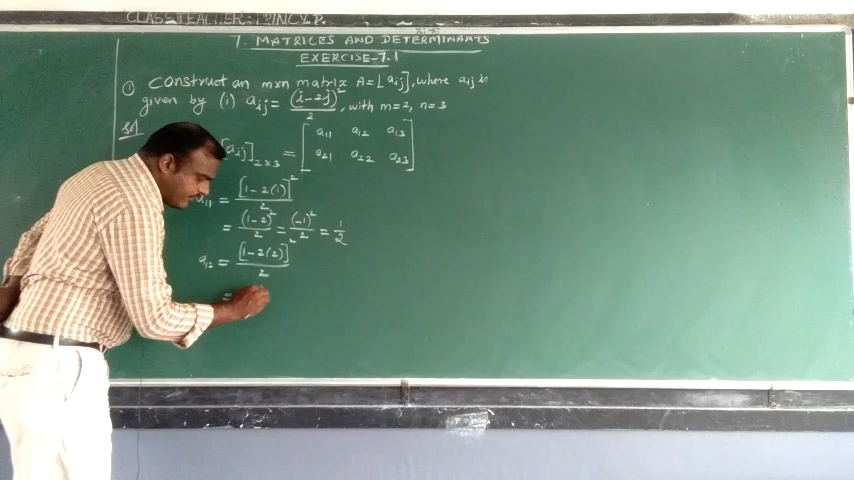 CLASS TEACHER: PRINCY.P.
7. MATRICES AND DETERMINANTS
EXERCISE-7.1
① Construct an m×n matrix A=[aij], where aij is
given by (i) aij = (i-2j)²/2, with m=2, n=3
Sol
[aij]2×3 = [a11 a12 a13
a21 a22 a23]
a11 = [1-2(1)]²/2
= (1-2)²/2 = (-1)²/2 = 1/2
a12 = [1-2(2)]²/2
=